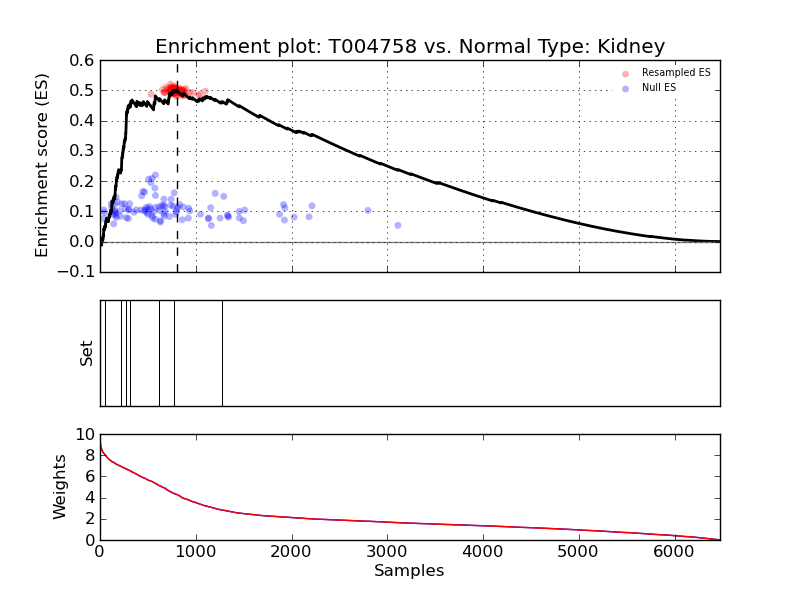 Enrichment plot: T004758 vs. Normal Type: Kidney
Enrichment score (ES)
0.6
0.5
0.4
0.3
0.2
0.1
0.0
−0.1
Resampled ES
Null ES
Set
Weights
10
8
6
4
2
0
0 1000 2000 3000 4000 5000 6000
Samples